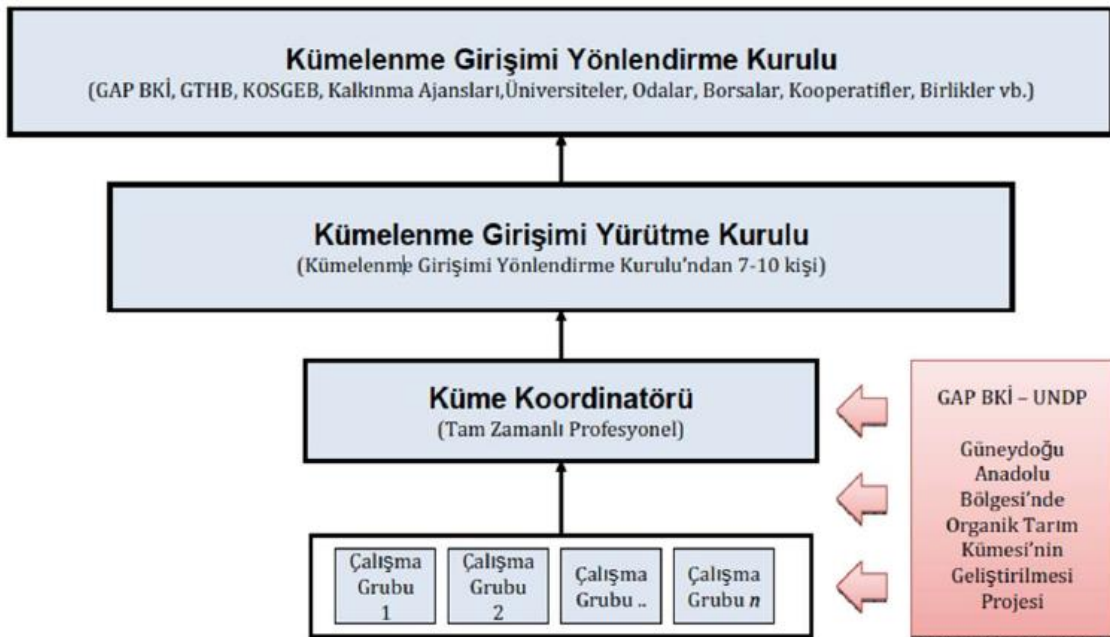 Kümelenme Girişimi Yönlendirme Kurulu
(GAP BKİ, GTHB, KOSGEB, Kalkınma Ajansları,Üniversiteler, Odalar, Borsalar, Kooperatifler, Birlikler vb.)
Kümelenme Girişimi Yürütme Kurulu
(Kümelenme Girişimi Yönlendirme Kurulu'ndan 7-10 kişi)
Küme Koordinatörü
(Tam Zamanlı Profesyonel)
Çalışma
Grubu
1
Çalışma
Grubu
2
Çalışma
Grubu ..
Çalışma
Grubu n
GAP BKİ – UNDP
Güneydoğu
Anadolu
Bölgesi'nde
Organik Tarım
Kümesi'nin
Geliştirilmesi
Projesi